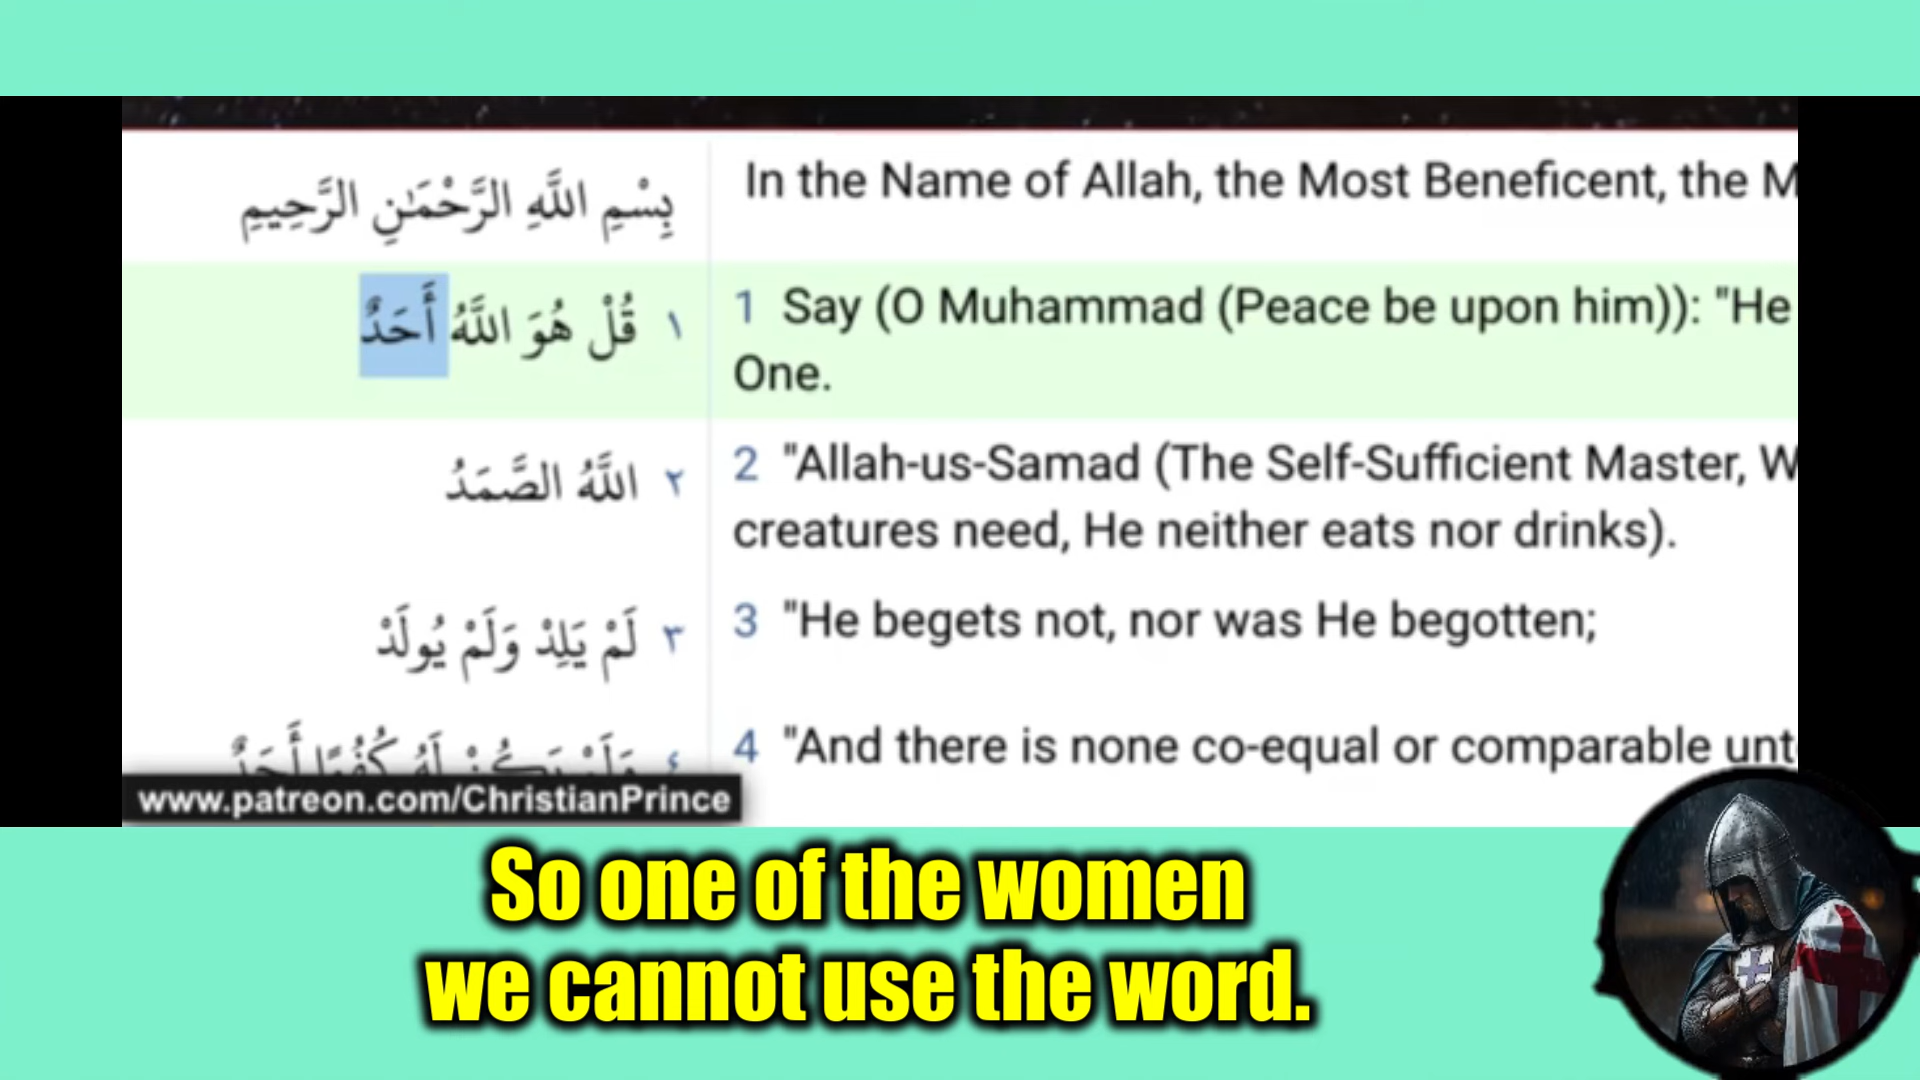 بِسْمِ اللَّهِ الرَّحْمَٰنِ الرَّحِيمِ
In the Name of Allah, the Most Beneficent, the M
١ قُلْ هُوَ اللَّهُ أَحَدٌ
1 Say (O Muhammad (Peace be upon him)): "He
One.
٢ اللَّهُ الصَّمَدُ
2 "Allah-us-Samad (The Self-Sufficient Master, W
creatures need, He neither eats nor drinks).
٣ لَمْ يَلِدْ وَلَمْ يُولَدْ
3 "He begets not, nor was He begotten;
٤ وَلَمْ يَكُنْ لَهُ كُفُوًا أَحَدٌ
4 "And there is none co-equal or comparable unt
www.patreon.com/ChristianPrince
So one of the women
we cannot use the word.